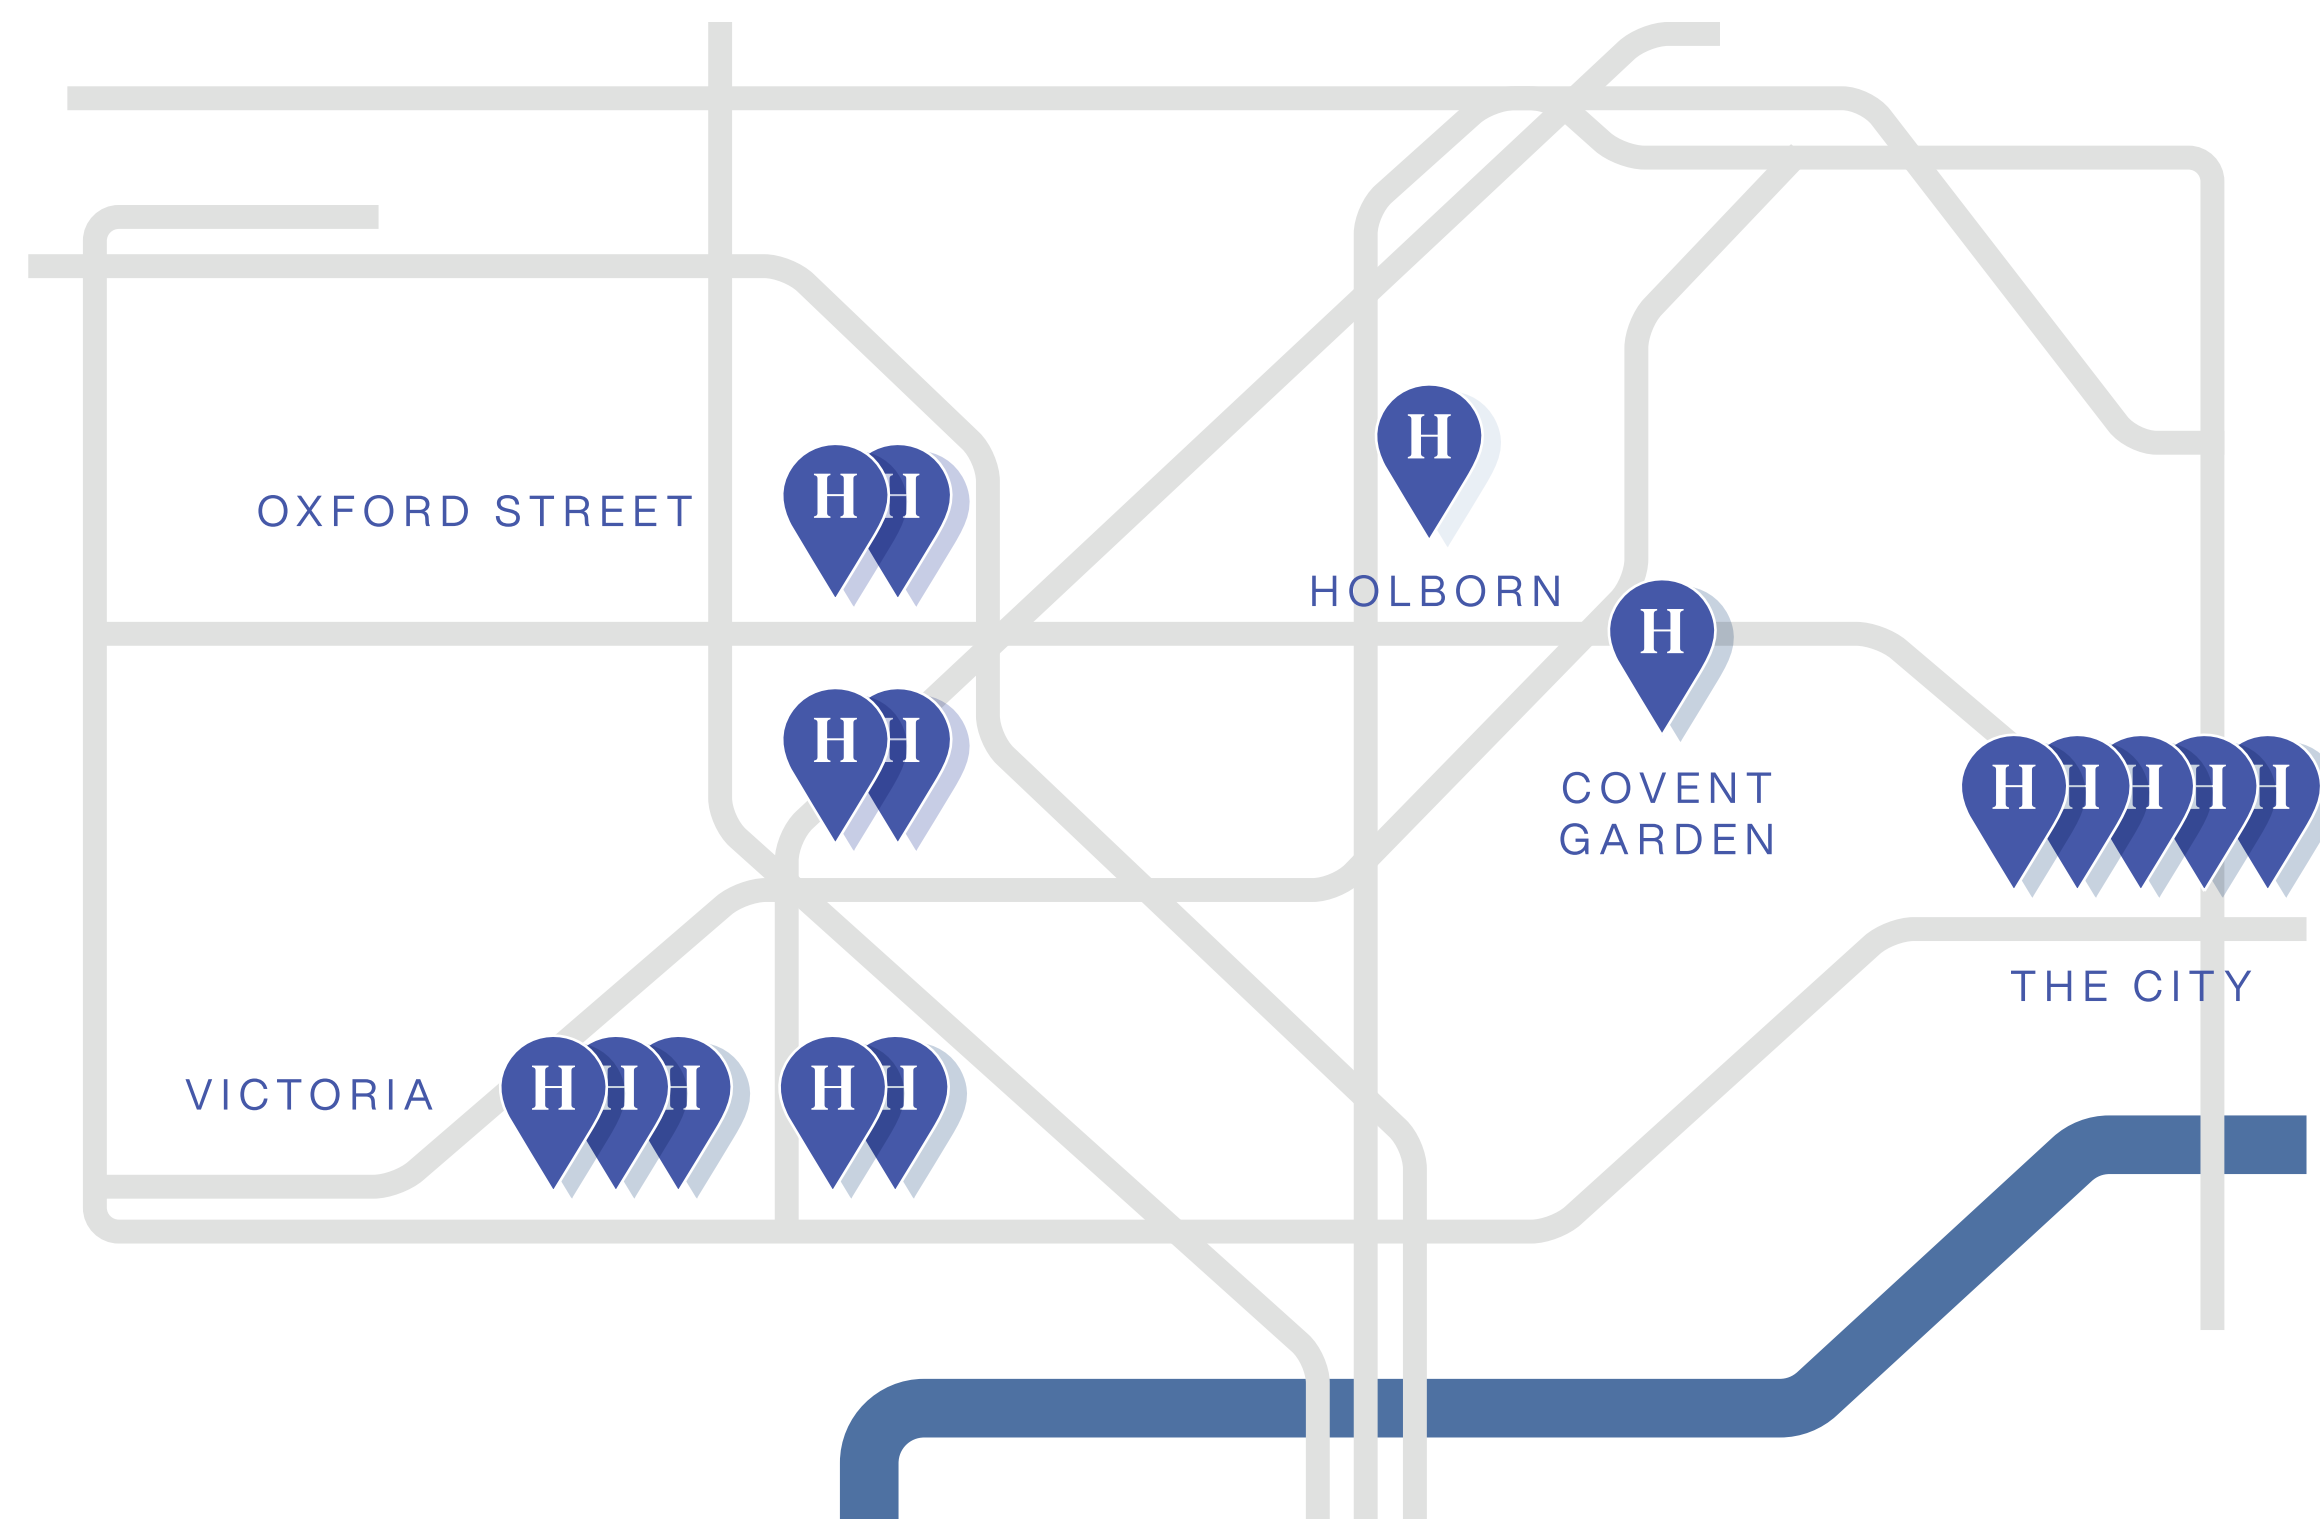 H
OXFORD STREET
H H
HOLBORN
H
H H
COVENT
GARDEN
H H H H H
THE CITY
VICTORIA
H H H
H H